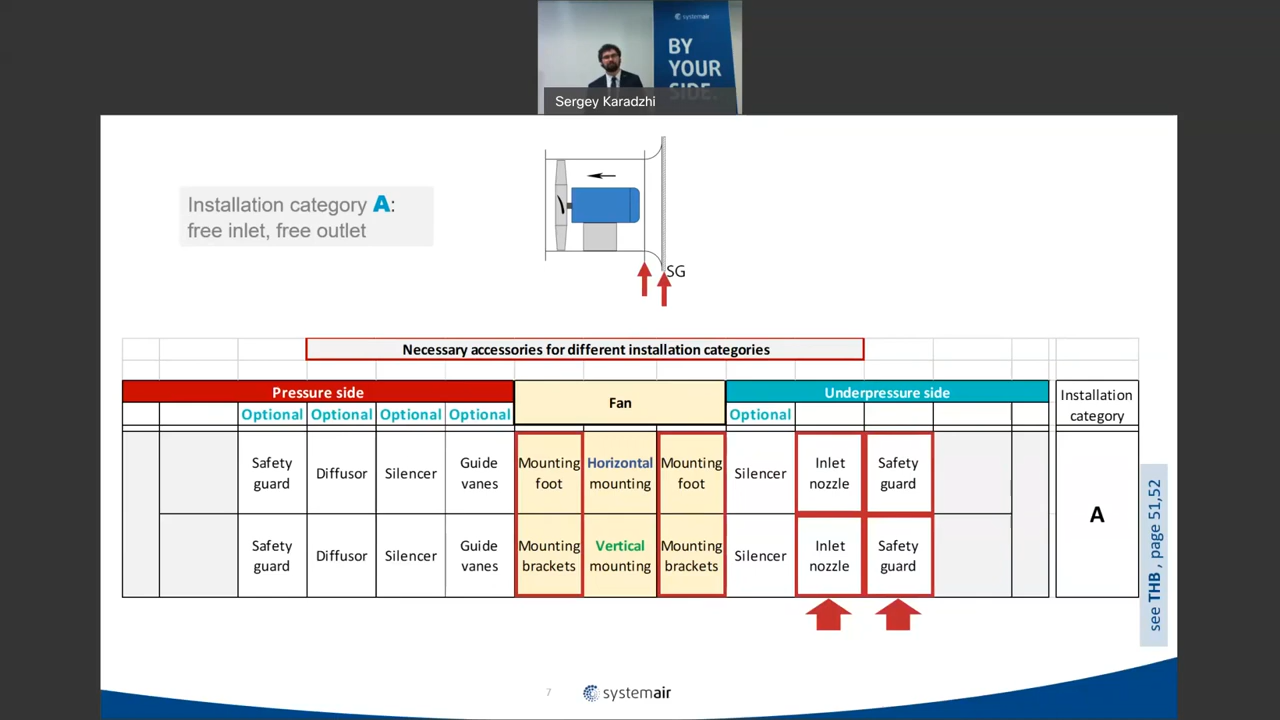 systemair
BY
YOUR
SIDE.
Sergey Karadzhi
Installation category A:
free inlet, free outlet
SG
Necessary accessories for different installation categories
Pressure side
Fan
Underpressure side
Installation
category
Optional Optional Optional Optional
Optional
Safety
guard
Diffusor
Silencer
Guide
vanes
Mounting
foot
Horizontal
mounting
Mounting
foot
Silencer
Inlet
nozzle
Safety
guard
Safety
guard
Diffusor
Silencer
Guide
vanes
Mounting
brackets
Vertical
mounting
Mounting
brackets
Silencer
Inlet
nozzle
Safety
guard
A
see THB , page 51,52
7
systemair